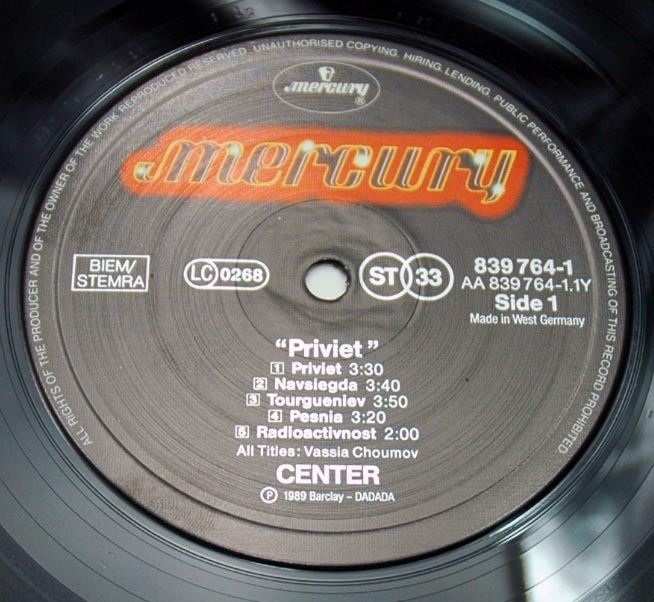 ALL RIGHTS OF THE PRODUCER AND OF THE OWNER OF THE WORK REPRODUCED RESERVED. UNAUTHORISED COPYING, HIRING, LENDING, PUBLIC PERFORMANCE AND BROADCASTING OF THIS RECORD PROHIBITED
mercury ®
mercury
BIEM/
STEMRA
LC 0268
ST 33
839 764-1
AA 839 764-1.1Y
Side 1
Made in West Germany
“Priviet”
1 Priviet 3:30
2 Navsiegda 3:40
3 Tourgueniev 3:50
4 Pesnia 3:20
5 Radioactivnost 2:00
All Titles: Vassia Choumov
CENTER
Ⓟ 1989 Barclay – DADADA